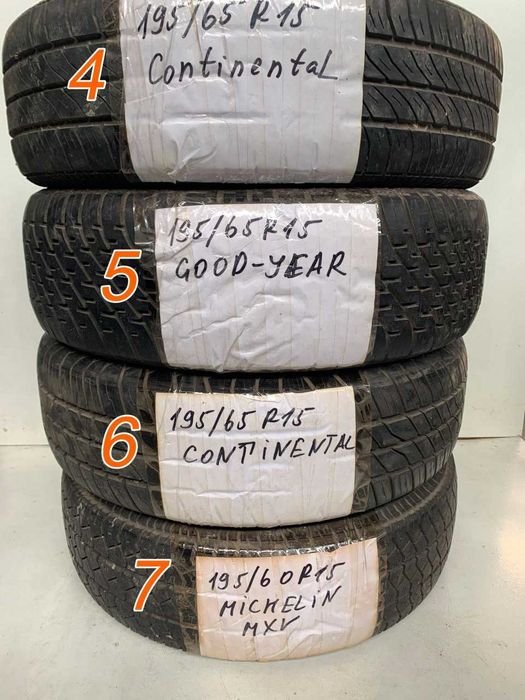 4
195/65 R15
Continental
5
195/65R15
GOOD-YEAR
6
195/65 R15
CONTINENTAL
7
195/60R15
MICHELIN
MXV